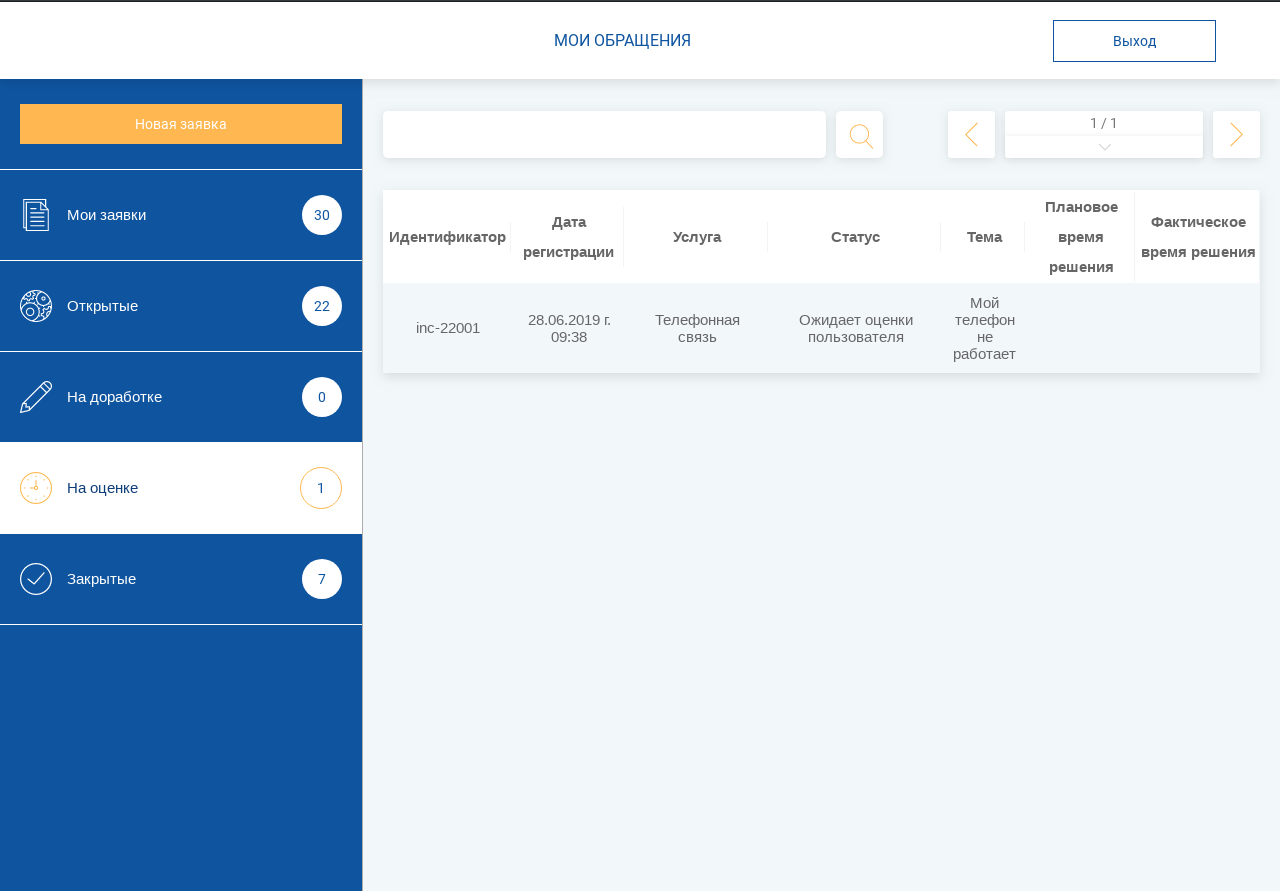 МОИ ОБРАЩЕНИЯ
Выход
Новая заявка
Мои заявки 30
Открытые 22
На доработке 0
На оценке 1
Закрытые 7
1 / 1
Идентификатор
Дата
регистрации
Услуга
Статус
Тема
Плановое
время
решения
Фактическое
время решения
inc-22001
28.06.2019 г.
09:38
Телефонная
связь
Ожидает оценки
пользователя
Мой
телефон
не
работает